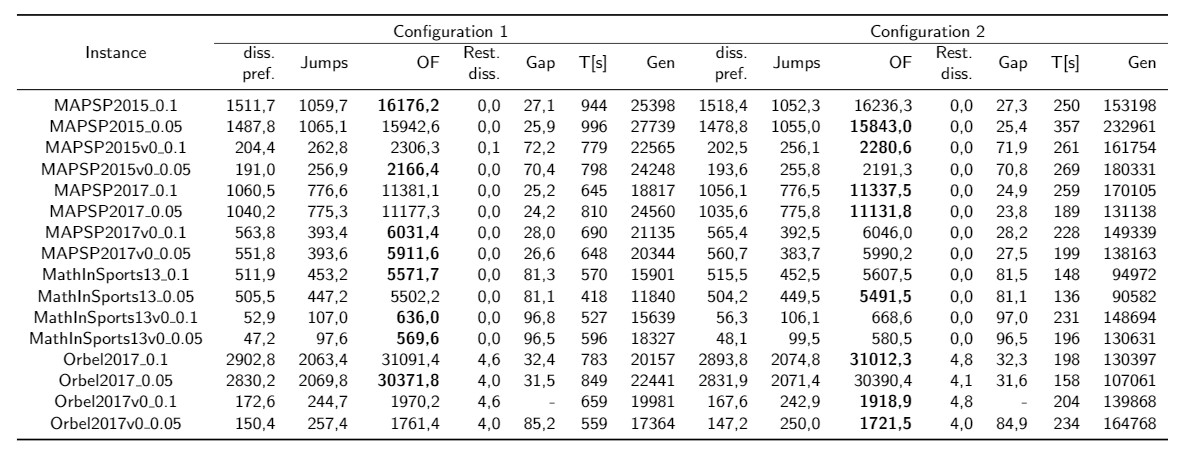 Configuration 1 Configuration 2
Instance diss. pref. Jumps OF Rest. diss. Gap T[s] Gen diss. pref. Jumps OF Rest. diss. Gap T[s] Gen
MAPSP2015_0.1 1511,7 1059,7 16176,2 0,0 27,1 944 25398 1518,4 1052,3 16236,3 0,0 27,3 250 153198
MAPSP2015_0.05 1487,8 1065,1 15942,6 0,0 25,9 996 27739 1478,8 1055,0 15843,0 0,0 25,4 357 232961
MAPSP2015v0_0.1 204,4 262,8 2306,3 0,1 72,2 779 22565 202,5 256,1 2280,6 0,0 71,9 261 161754
MAPSP2015v0_0.05 191,0 256,9 2166,4 0,0 70,4 798 24248 193,6 255,8 2191,3 0,0 70,8 269 180331
MAPSP2017_0.1 1060,5 776,6 11381,1 0,0 25,2 645 18817 1056,1 776,5 11337,5 0,0 24,9 259 170105
MAPSP2017_0.05 1040,2 775,3 11177,3 0,0 24,2 810 24560 1035,6 775,8 11131,8 0,0 23,8 189 131138
MAPSP2017v0_0.1 563,8 393,4 6031,4 0,0 28,0 690 21135 565,4 392,5 6046,0 0,0 28,2 228 149339
MAPSP2017v0_0.05 551,8 393,6 5911,6 0,0 26,6 648 20344 560,7 383,7 5990,2 0,0 27,5 199 138163
MathInSports13_0.1 511,9 453,2 5571,7 0,0 81,3 570 15901 515,5 452,5 5607,5 0,0 81,5 148 94972
MathInSports13_0.05 505,5 447,2 5502,2 0,0 81,1 418 11840 504,2 449,5 5491,5 0,0 81,1 136 90582
MathInSports13v0_0.1 52,9 107,0 636,0 0,0 96,8 527 15639 56,3 106,1 668,6 0,0 97,0 231 148694
MathInSports13v0_0.05 47,2 97,6 569,6 0,0 96,5 596 18327 48,1 99,5 580,5 0,0 96,5 196 130631
Orbel2017_0.1 2902,8 2063,4 31091,4 4,6 32,4 783 20157 2893,8 2074,8 31012,3 4,8 32,3 198 130397
Orbel2017_0.05 2830,2 2069,8 30371,8 4,0 31,5 849 22441 2831,9 2071,4 30390,4 4,1 31,6 158 107061
Orbel2017v0_0.1 172,6 244,7 1970,2 4,6 - 659 19981 167,6 242,9 1918,9 4,8 - 204 139868
Orbel2017v0_0.05 150,4 257,4 1761,4 4,0 85,2 559 17364 147,2 250,0 1721,5 4,0 84,9 234 164768